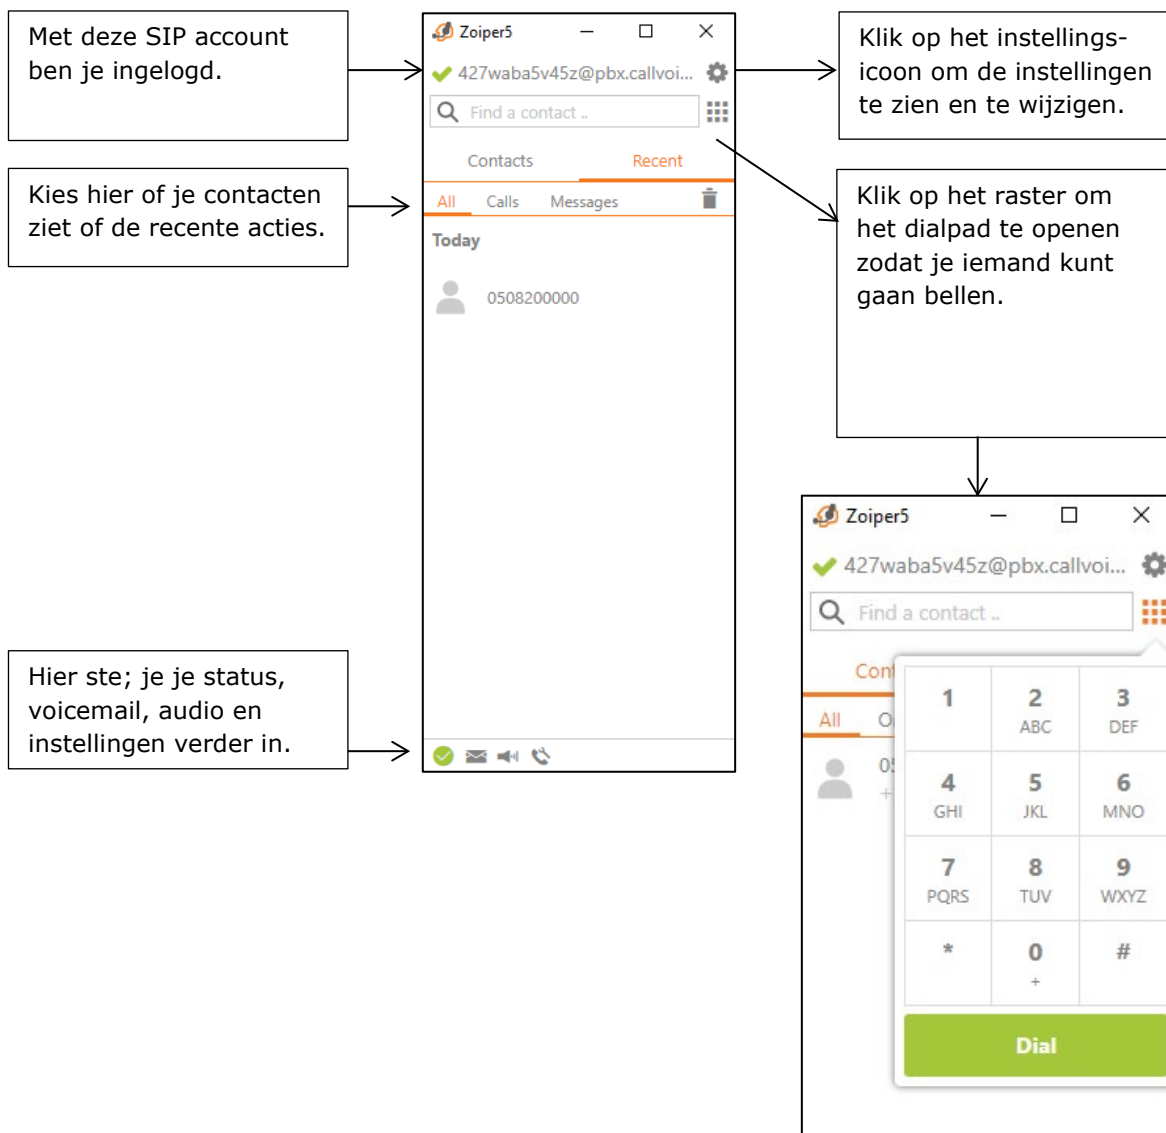 Met deze SIP account
ben je ingelogd.
Zoiper5
427waba5v45z@pbx.callvoi...
Find a contact ..
Contacts Recent
All Calls Messages
Today
0508200000
Klik op het instellings-
icoon om de instellingen
te zien en te wijzigen.
Kies hier of je contacten
ziet of de recente acties.
Klik op het raster om
het dialpad te openen
zodat je iemand kunt
gaan bellen.
Hier ste; je je status,
voicemail, audio en
instellingen verder in.
Zoiper5
427waba5v45z@pbx.callvoi...
Find a contact ..
Cont
All O
05
+
1 2 3
ABC DEF
4 5 6
GHI JKL MNO
7 8 9
PQRS TUV WXYZ
* 0 #
+
Dial